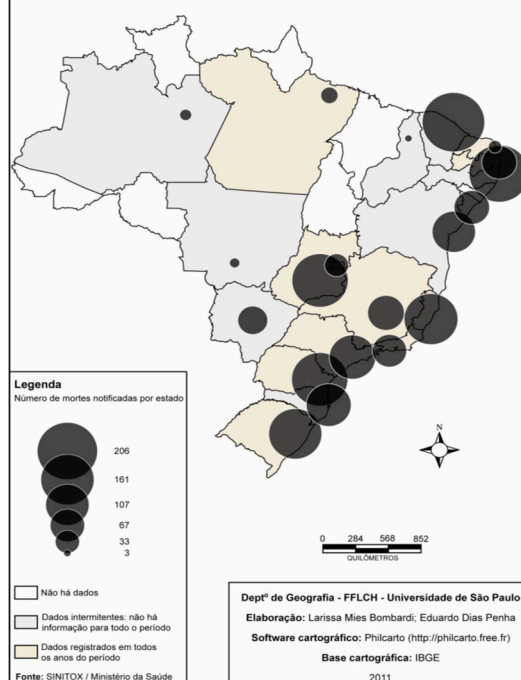 Legenda
Número de mortes notificadas por estado
206
161
107
67
33
3
Não há dados
Dados intermitentes: não há
informação para todo o período
Dados registrados em todos
os anos do período
Fonte: SINITOX / Ministério da Saúde
N
0 284 568 852
QUILÔMETROS
Deptº de Geografia - FFLCH - Universidade de São Paulo
Elaboração: Larissa Mies Bombardi; Eduardo Dias Penha
Software cartográfico: Philcarto (http://philcarto.free.fr)
Base cartográfica: IBGE
2011